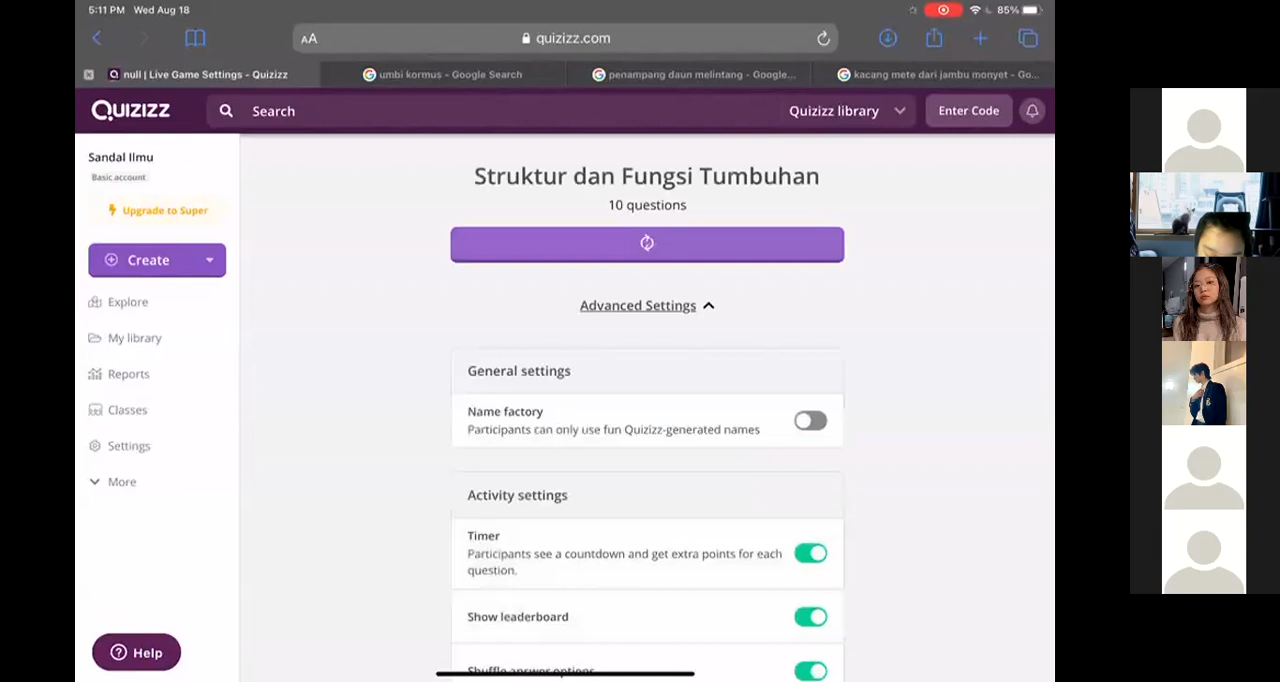 5:11 PM Wed Aug 18
85%
AA
quizizz.com
null | Live Game Settings - Quizizz
umbi kormus - Google Search
penampang daun melintang - Google...
kacang mete dari jambu monyet - Go...
QUIZIZZ
Search
Quizizz library
Enter Code
Sandal Ilmu
Basic account
Upgrade to Super
Create
Explore
My library
Reports
Classes
Settings
More
Help
Struktur dan Fungsi Tumbuhan
10 questions
Advanced Settings
General settings
Name factory
Participants can only use fun Quizizz-generated names
Activity settings
Timer
Participants see a countdown and get extra points for each
question.
Show leaderboard
Shuffle answer options